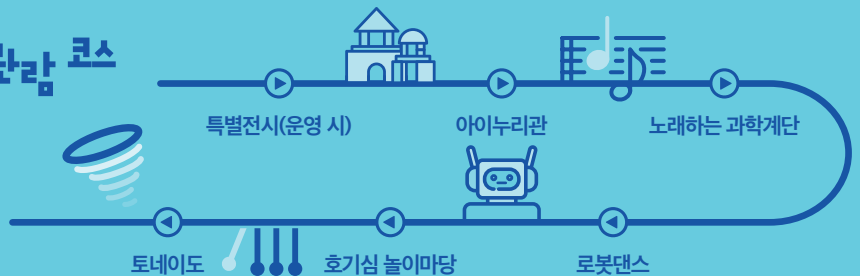 관람 코스
특별전시(운영 시)
아이누리관
노래하는 과학계단
로봇댄스
호기심 놀이마당
토네이도